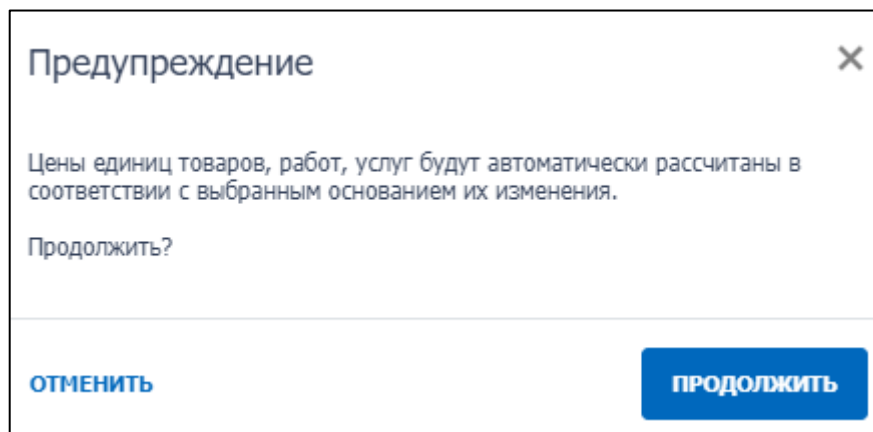 Предупреждение
Цены единиц товаров, работ, услуг будут автоматически рассчитаны в
соответствии с выбранным основанием их изменения.
Продолжить?
ОТМЕНИТЬ
ПРОДОЛЖИТЬ